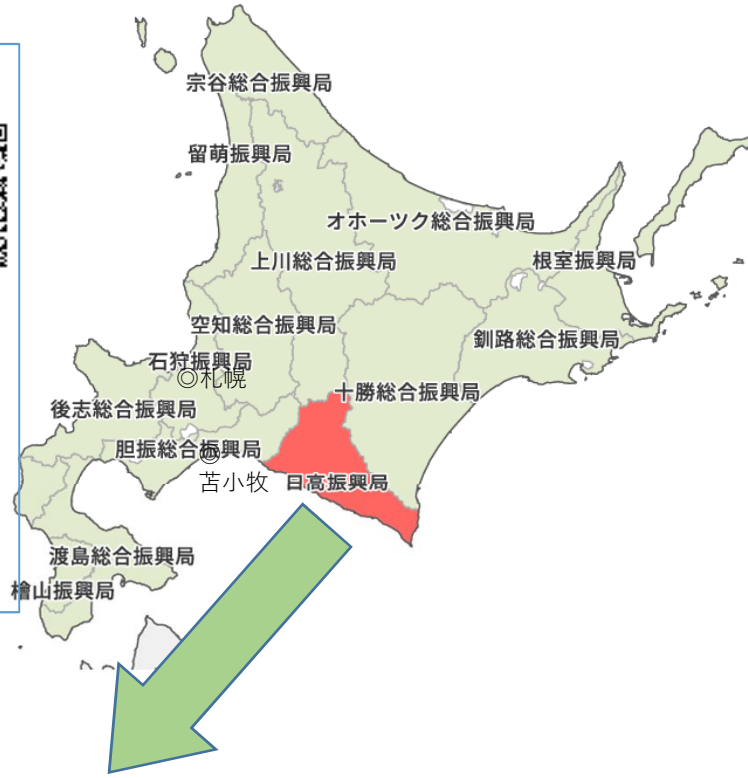 宗谷総合振興局
留萌振興局
オホーツク総合振興局
上川総合振興局
根室振興局
空知総合振興局
釧路総合振興局
石狩振興局
◎札幌
十勝総合振興局
後志総合振興局
胆振総合振興局
◎
苫小牧
日高振興局
渡島総合振興局
檜山振興局